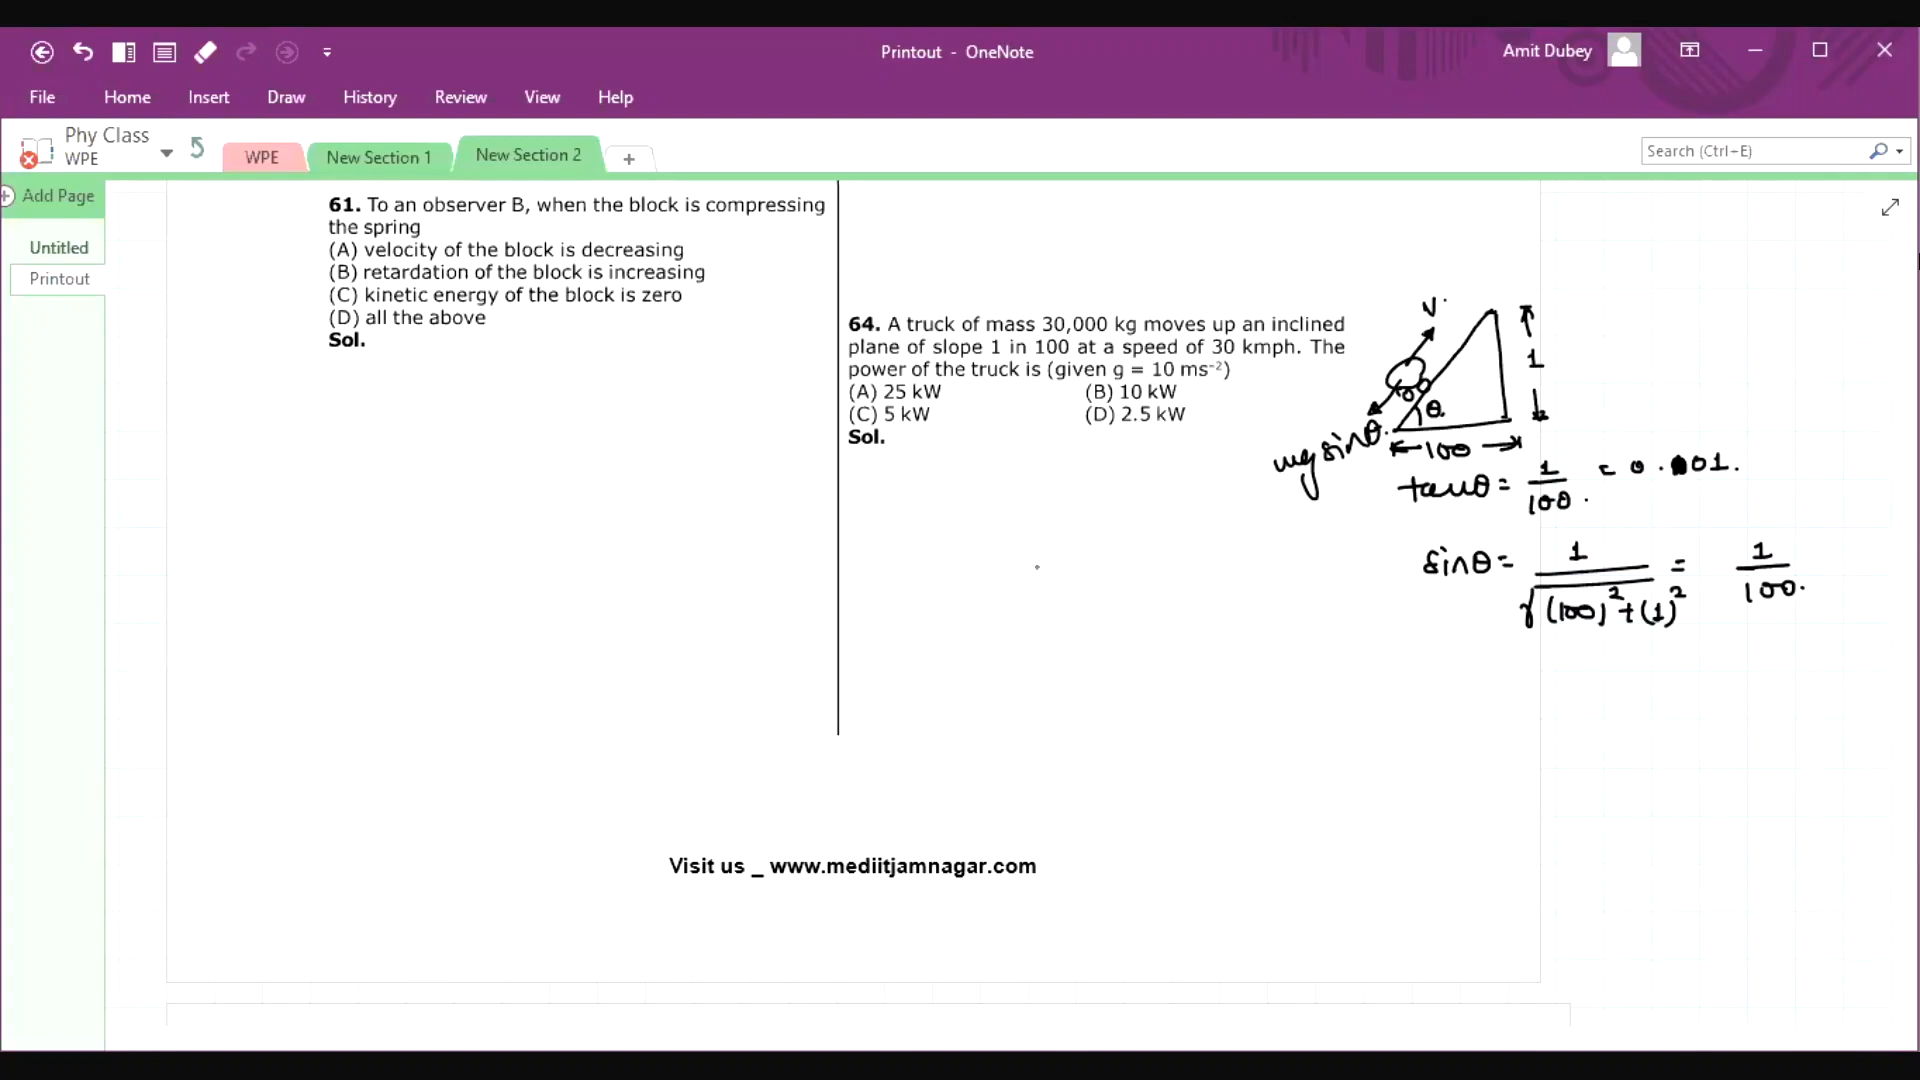 Printout - OneNote
Amit Dubey
File Home Insert Draw History Review View Help
Phy Class
WPE
WPE
New Section 1
New Section 2
+
Search (Ctrl-E)
Add Page
Untitled
Printout
61. To an observer B, when the block is compressing
the spring
(A) velocity of the block is decreasing
(B) retardation of the block is increasing
(C) kinetic energy of the block is zero
(D) all the above
Sol.
64. A truck of mass 30,000 kg moves up an inclined
plane of slope 1 in 100 at a speed of 30 kmph. The
power of the truck is (given g = 10 ms⁻²)
(A) 25 kW (B) 10 kW
(C) 5 kW (D) 2.5 kW
Sol.
V
1
θ
mg sinθ
100
tanθ = 1/100 = 0.01
sinθ = 1/√(100)²+(1)² = 1/100
Visit us _ www.mediitjamnagar.com